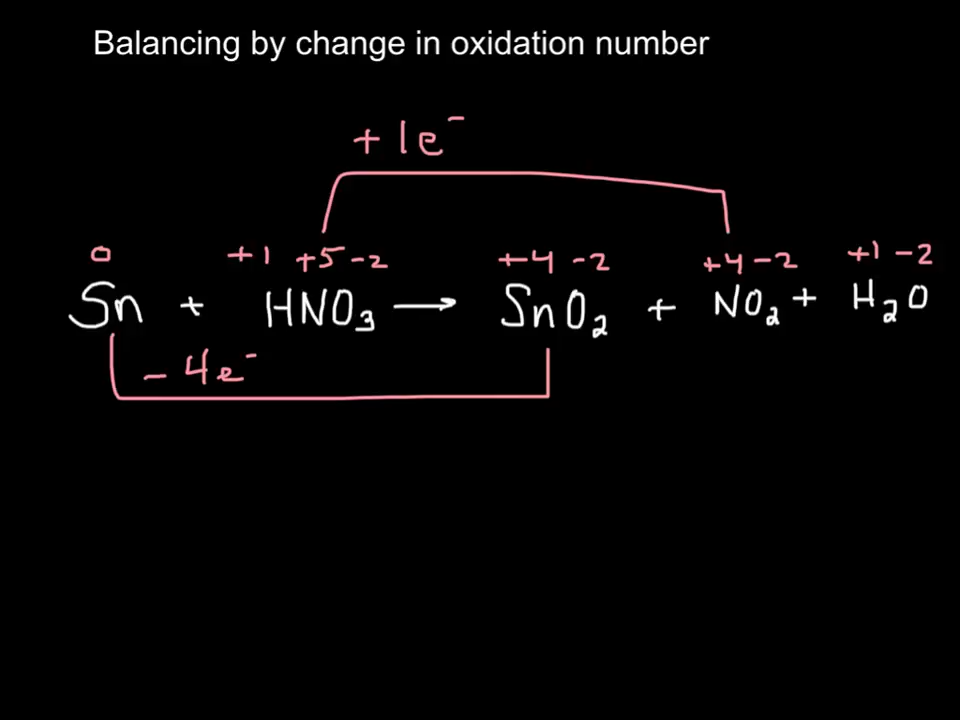 Balancing by change in oxidation number
+ 1e⁻
0 +1 +5 -2 +4 -2 +4 -2 +1 -2
Sn + HNO₃ → SnO₂ + NO₂ + H₂O
- 4e⁻